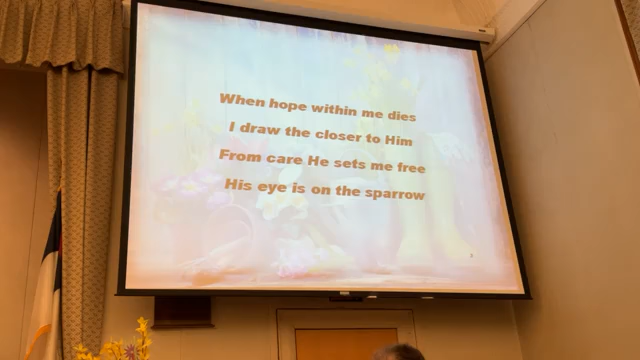 When hope within me dies
I draw the closer to Him
From care He sets me free
His eye is on the sparrow